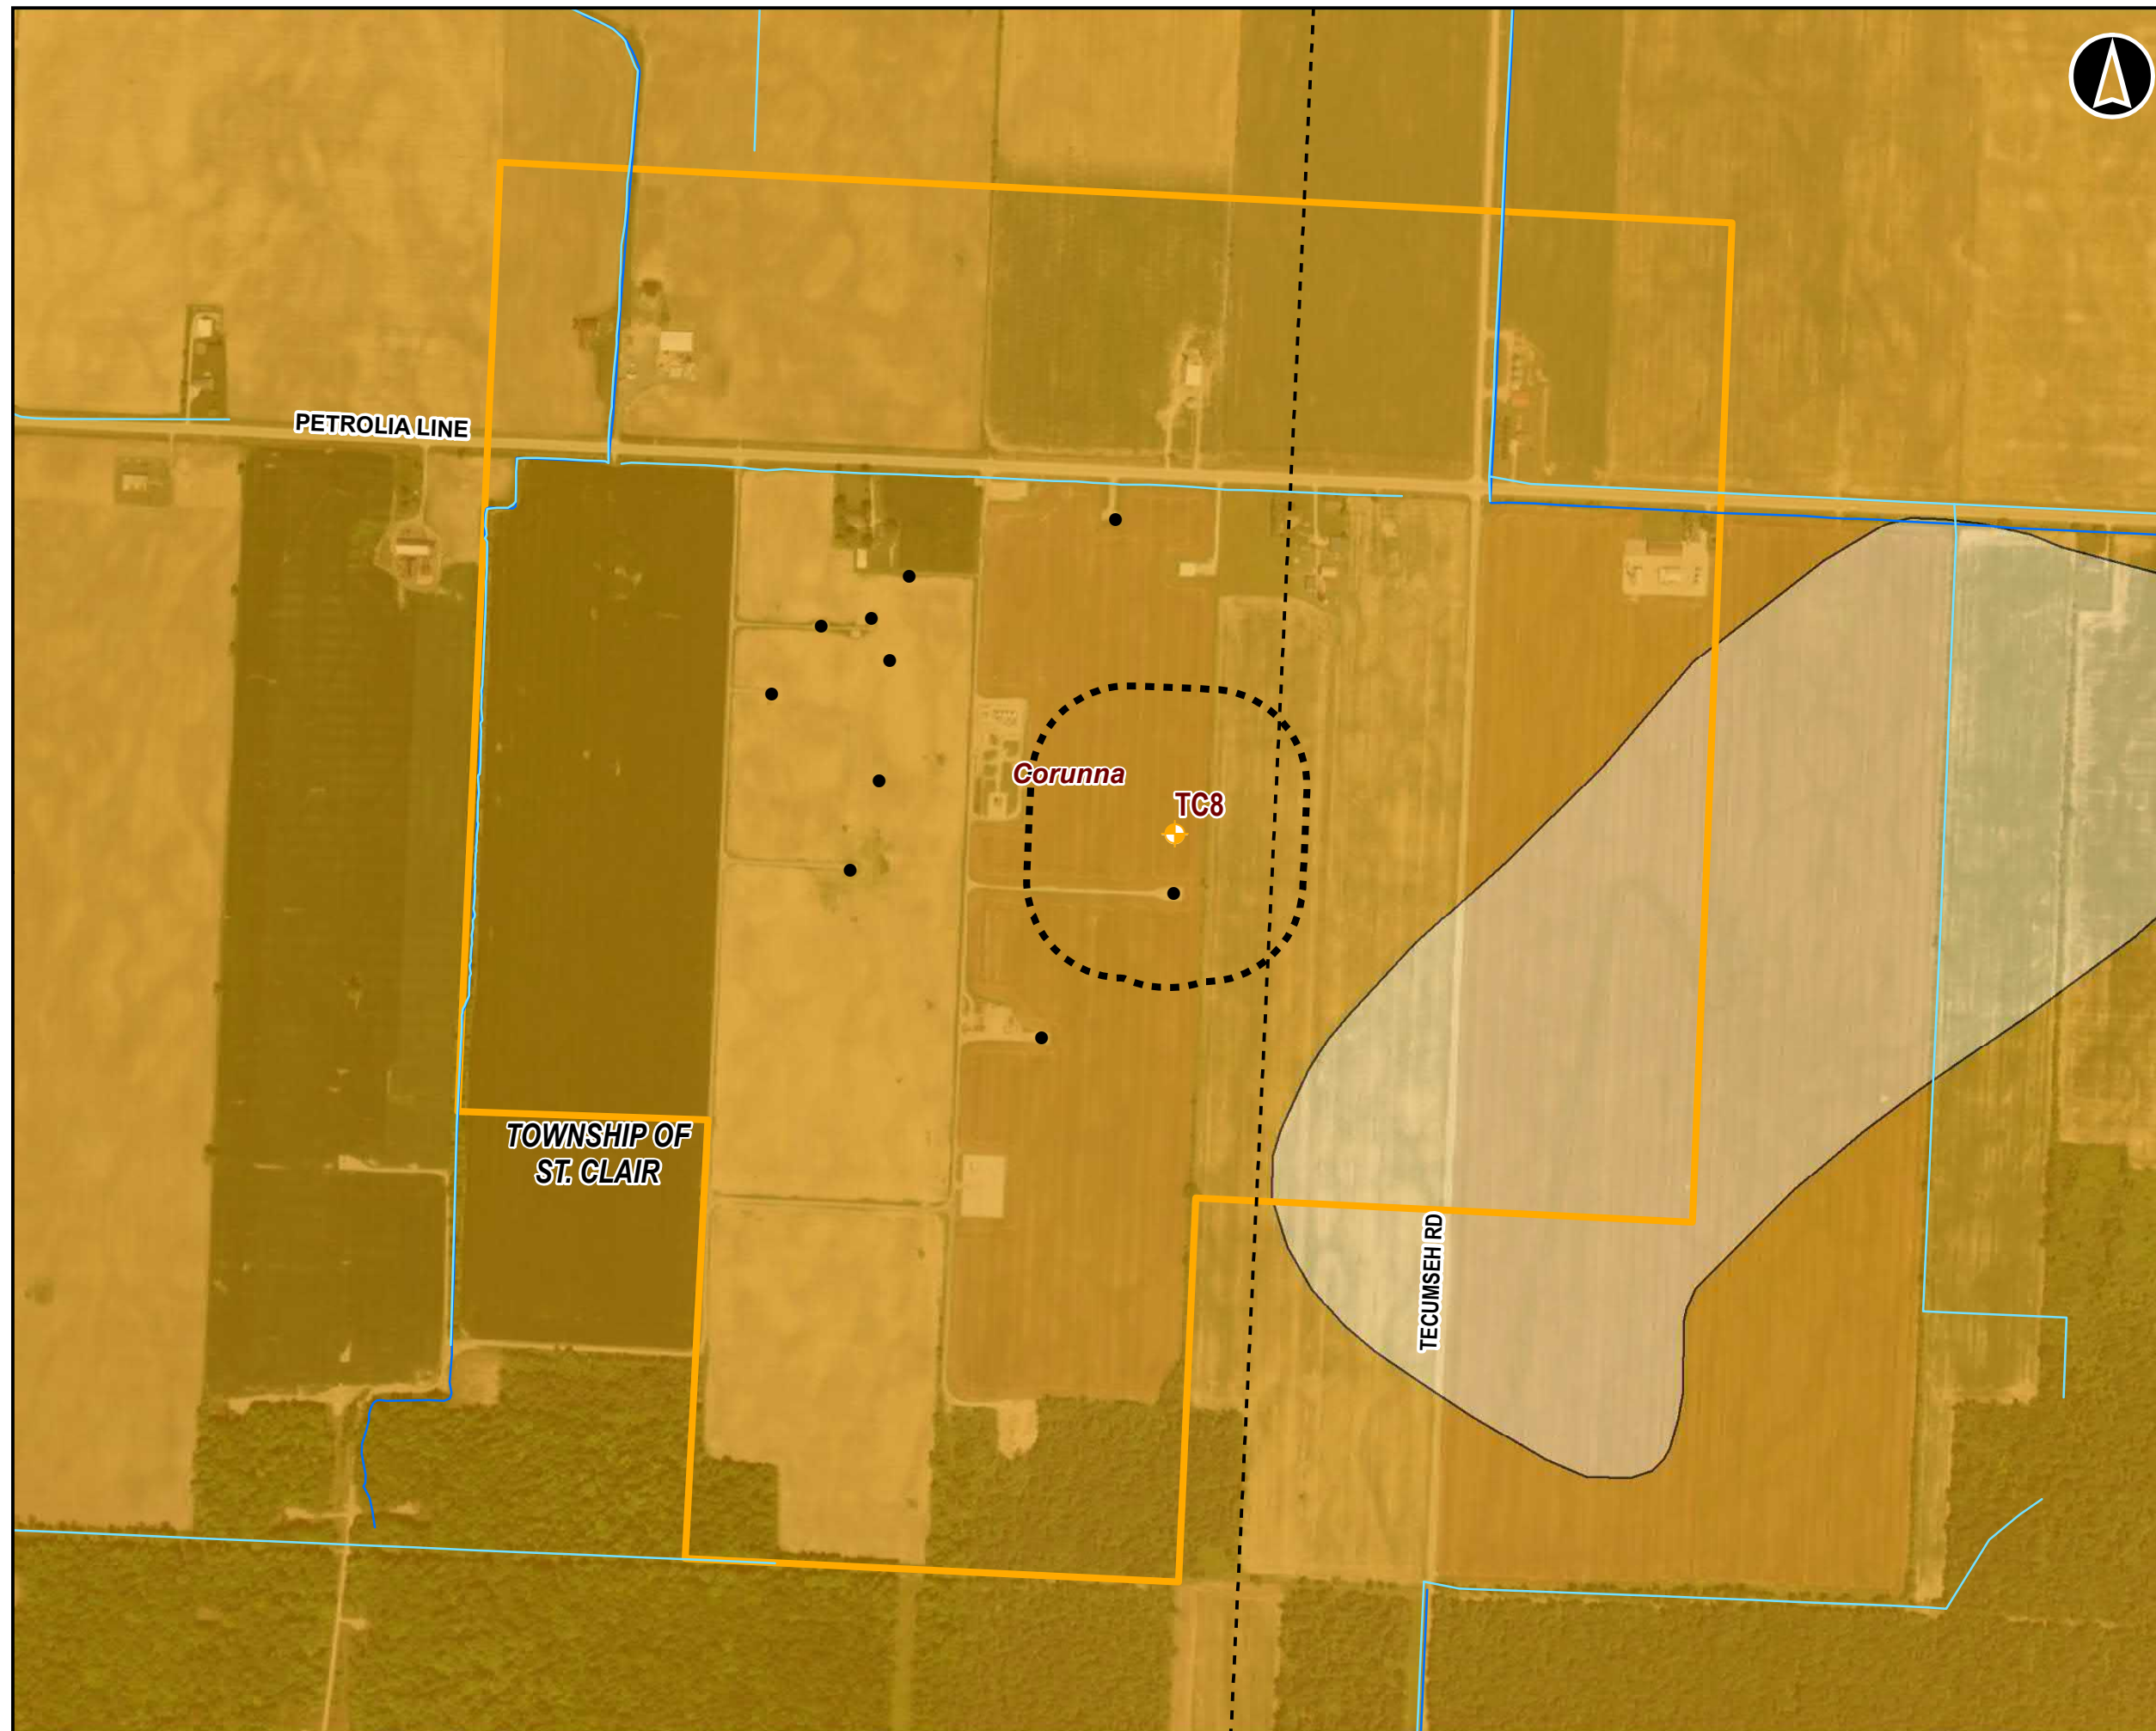 PETROLIA LINE
Corunna
TC8
TOWNSHIP OF
ST. CLAIR
TECUMSEH RD